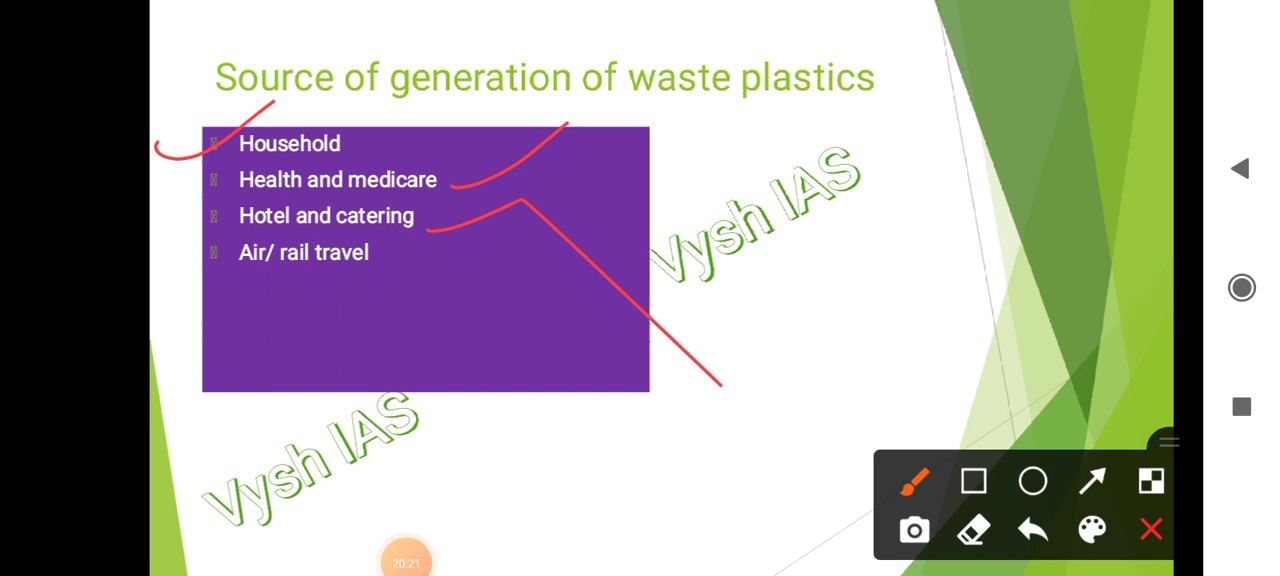 Source of generation of waste plastics
Household
Health and medicare
Hotel and catering
Air/ rail travel
Vysh IAS
Vysh IAS
20:21